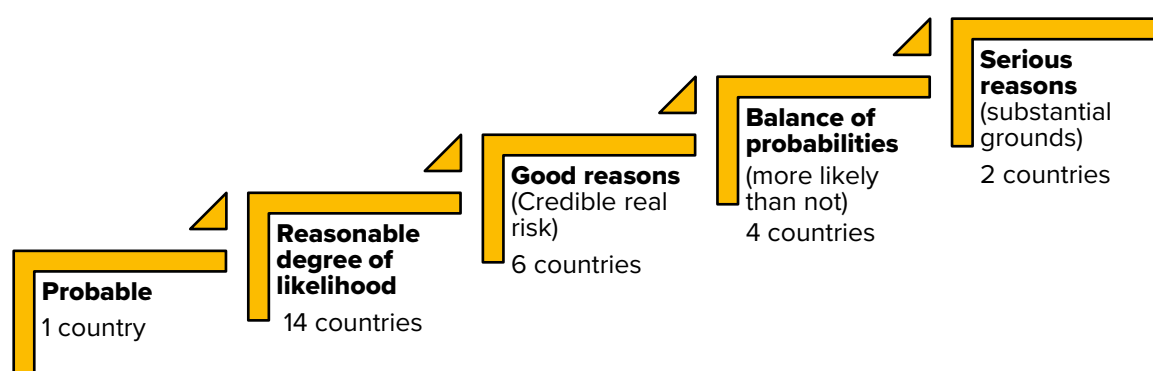 Probable
1 country
Reasonable
degree of
likelihood
14 countries
Good reasons
(Credible real
risk)
6 countries
Balance of
probabilities
(more likely
than not)
4 countries
Serious
reasons
(substantial
grounds)
2 countries